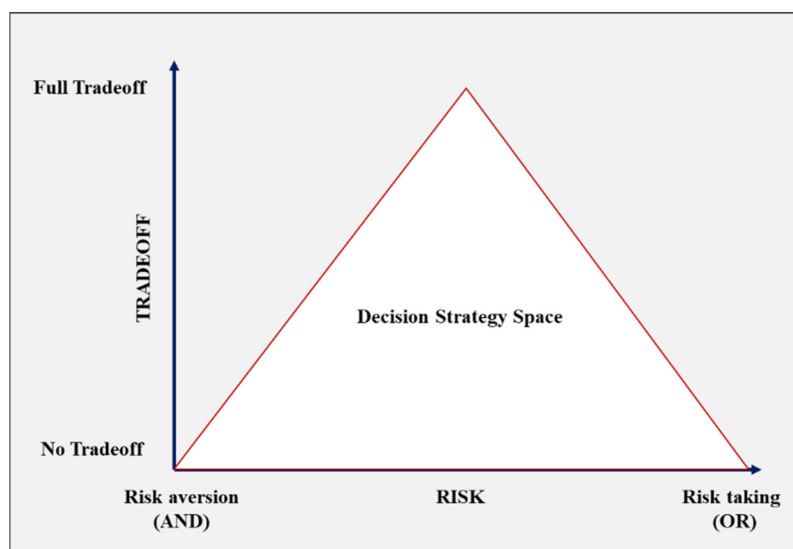 Full Tradeoff
TRADEOFF
Decision Strategy Space
No Tradeoff
Risk aversion
(AND)
RISK
Risk taking
(OR)